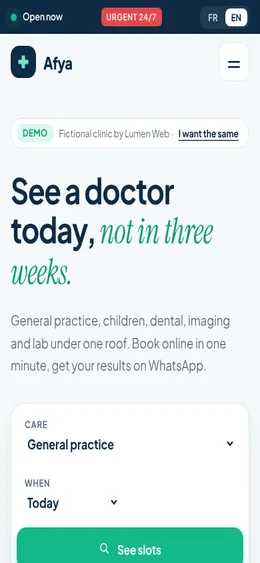 Open now
URGENT 24/7
FR
EN
Afya
DEMO
Fictional clinic by Lumen Web · I want the same
See a doctor
today, not in three
weeks.
General practice, children, dental, imaging
and lab under one roof. Book online in one
minute, get your results on WhatsApp.
CARE
General practice
WHEN
Today
See slots